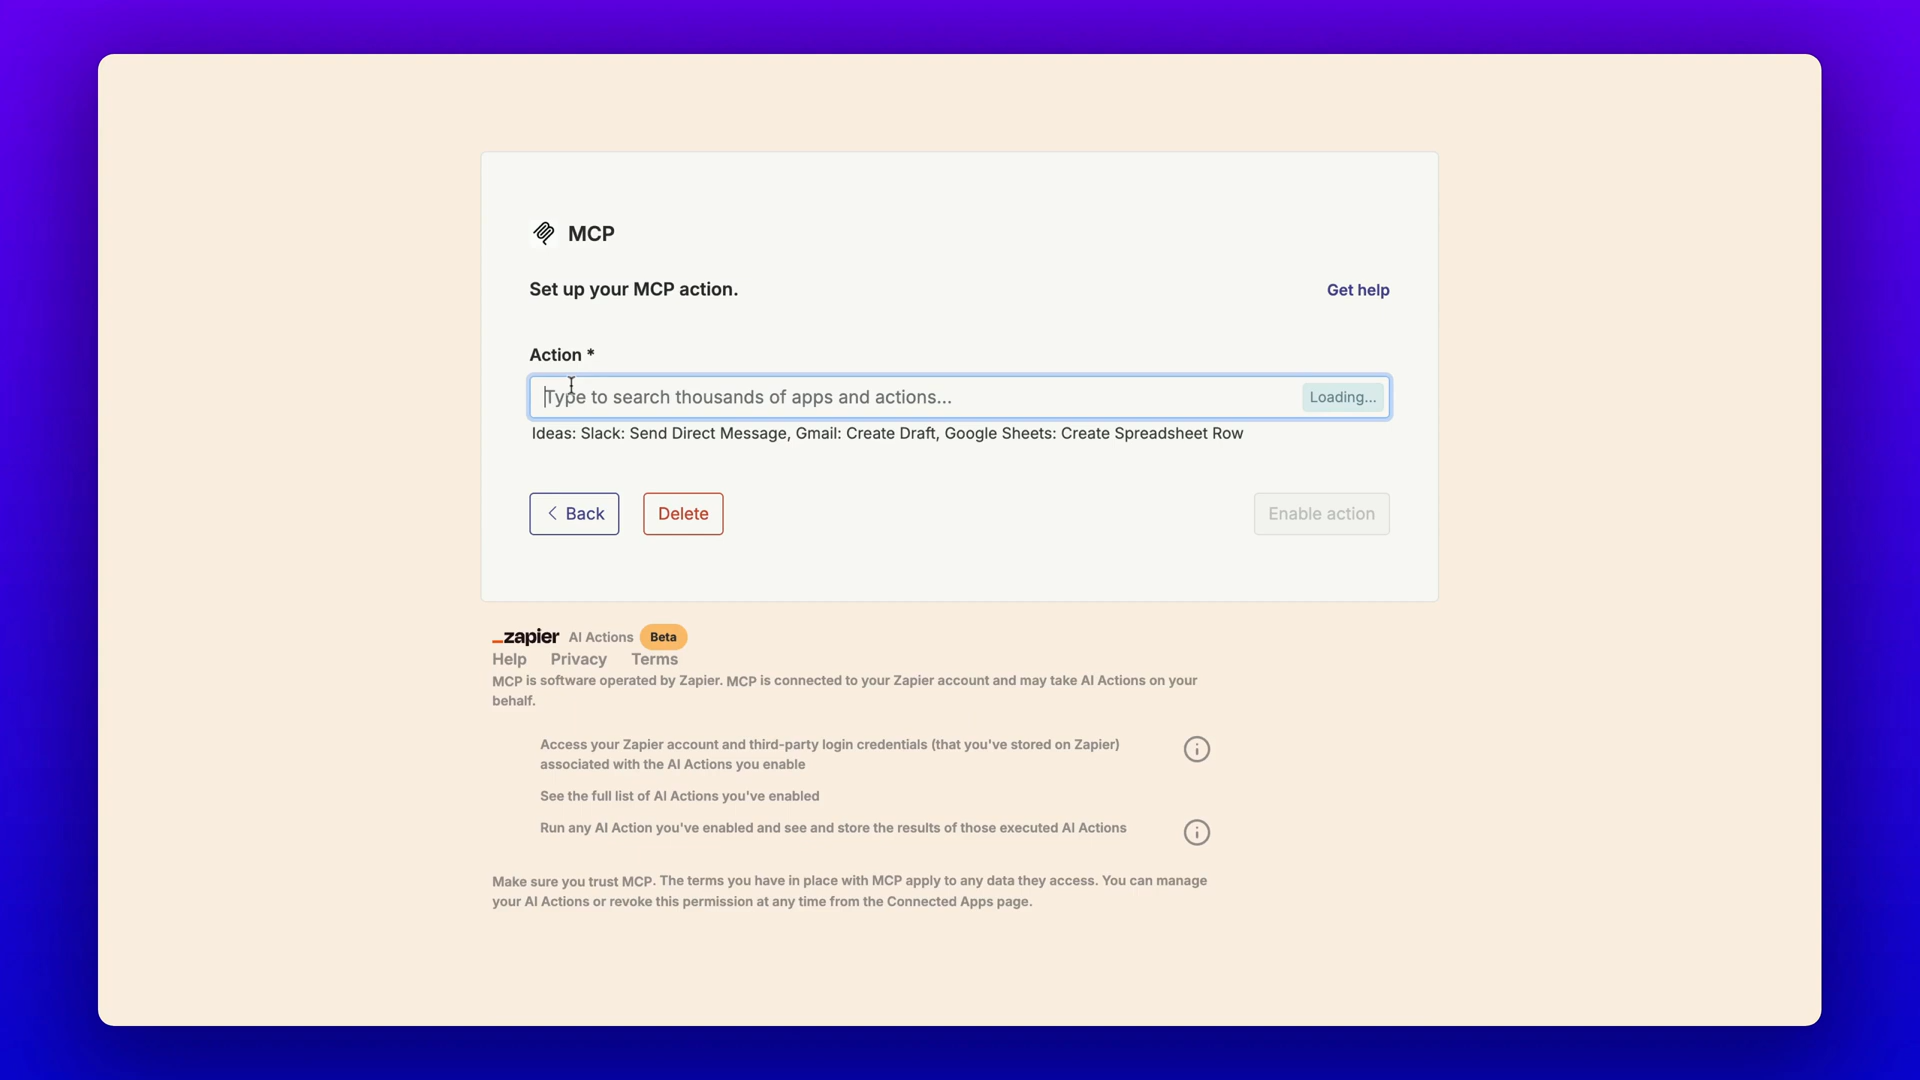 MCP
Set up your MCP action.
Get help
Action *
Type to search thousands of apps and actions...
Loading...
Ideas: Slack: Send Direct Message, Gmail: Create Draft, Google Sheets: Create Spreadsheet Row
Back
Delete
Enable action
_zapier AI Actions Beta
Help Privacy Terms
MCP is software operated by Zapier. MCP is connected to your Zapier account and may take AI Actions on your
behalf.
Access your Zapier account and third-party login credentials (that you've stored on Zapier)
associated with the AI Actions you enable
See the full list of AI Actions you've enabled
Run any AI Action you've enabled and see and store the results of those executed AI Actions
Make sure you trust MCP. The terms you have in place with MCP apply to any data they access. You can manage
your AI Actions or revoke this permission at any time from the Connected Apps page.